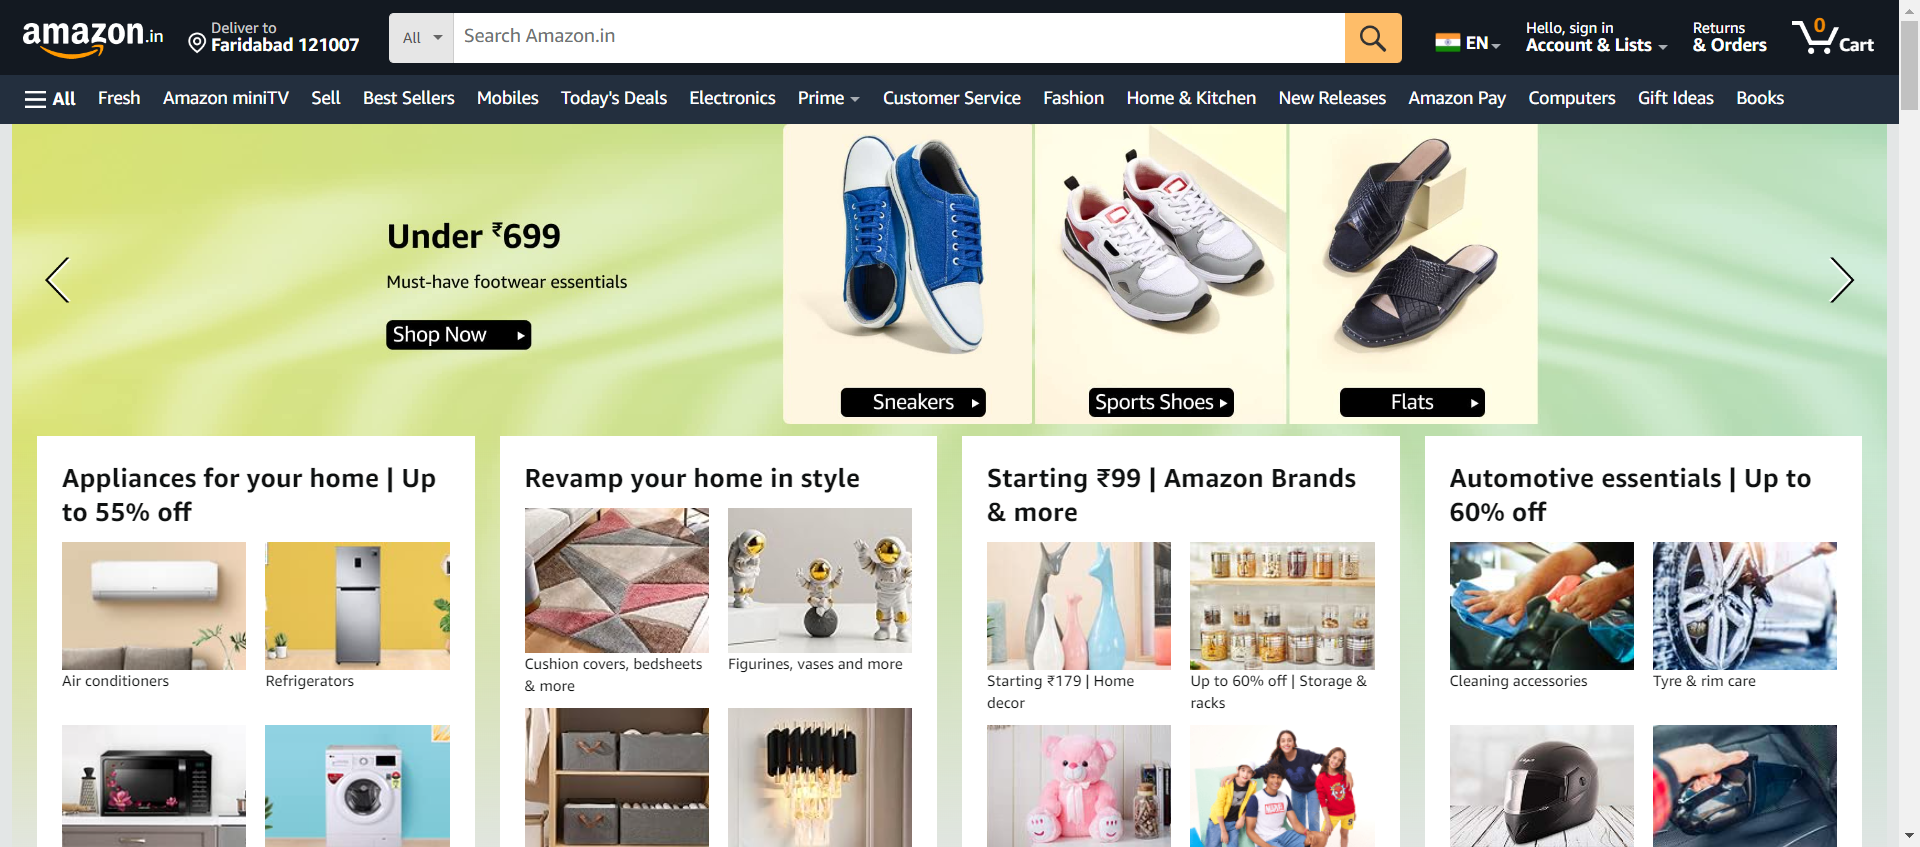 amazon.in
Deliver to
Faridabad 121007
All
Search Amazon.in
EN
Hello, sign in
Account & Lists
Returns
& Orders
0
Cart
All Fresh Amazon miniTV Sell Best Sellers Mobiles Today's Deals Electronics Prime Customer Service Fashion Home & Kitchen New Releases Amazon Pay Computers Gift Ideas Books
Under ₹699
Must-have footwear essentials
Shop Now
Sneakers
Sports Shoes
Flats
Appliances for your home | Up
to 55% off
Air conditioners
Refrigerators
Revamp your home in style
Cushion covers, bedsheets
& more
Figurines, vases and more
Starting ₹99 | Amazon Brands
& more
Starting ₹179 | Home
decor
Up to 60% off | Storage &
racks
MARVEL
Automotive essentials | Up to
60% off
Cleaning accessories
Tyre & rim care